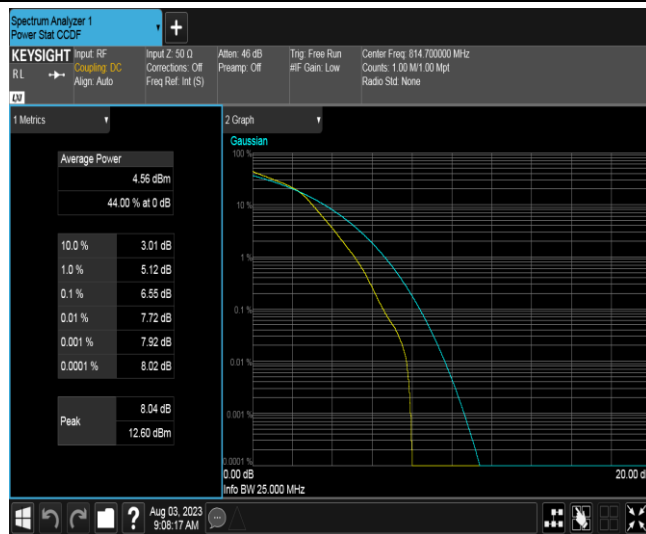 Spectrum Analyzer 1
Power Stat CCDF
+
KEYSIGHT
RL
LXI
Input: RF
Coupling: DC
Align: Auto
Input Z: 50 Ω
Corrections: Off
Freq Ref: Int (S)
Atten: 46 dB
Preamp: Off
Trig: Free Run
#IF Gain: Low
Center Freq: 814.700000 MHz
Counts: 1.00 M/1.00 Mpt
Radio Std: None
1 Metrics
Average Power
4.56 dBm
44.00 % at 0 dB
10.0 % 3.01 dB
1.0 % 5.12 dB
0.1 % 6.55 dB
0.01 % 7.72 dB
0.001 % 7.92 dB
0.0001 % 8.02 dB
Peak
8.04 dB
12.60 dBm
2 Graph
Gaussian
100 %
10 %
1 %
0.1 %
0.01 %
0.001 %
0.0001 %
0.00 dB
20.00 d
Info BW 25.000 MHz
?
Aug 03, 2023
9:08:17 AM